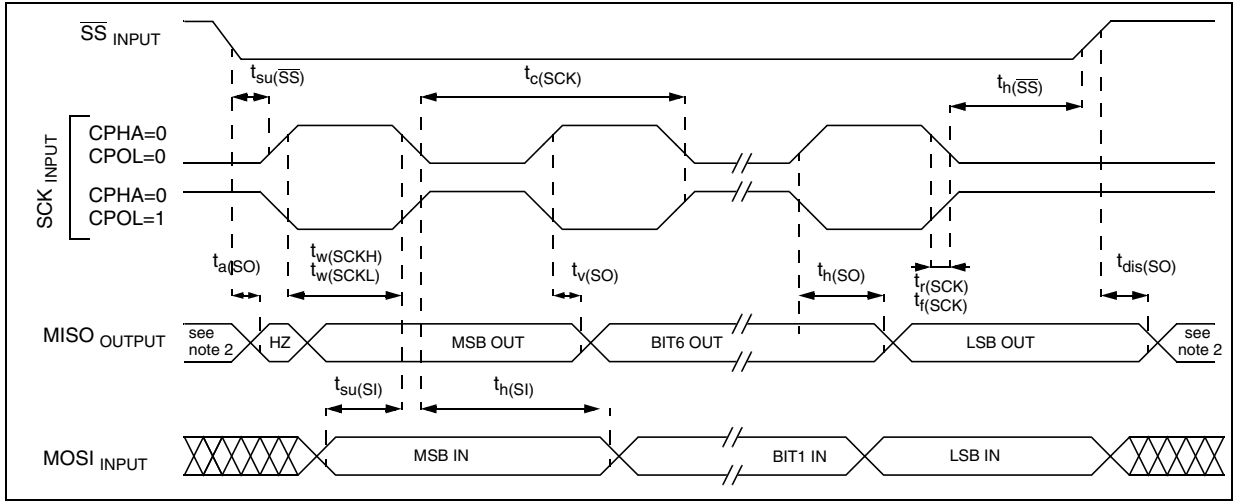 SS INPUT
tsu(SS)
tc(SCK)
th(SS)
SCK INPUT
CPHA=0
CPOL=0
CPHA=0
CPOL=1
ta(SO)
tw(SCKH)
tw(SCKL)
tv(SO)
th(SO)
tr(SCK)
tf(SCK)
tdis(SO)
MISO OUTPUT
see
note 2
HZ
MSB OUT
BIT6 OUT
LSB OUT
see
note 2
tsu(SI)
th(SI)
MOSI INPUT
MSB IN
BIT1 IN
LSB IN